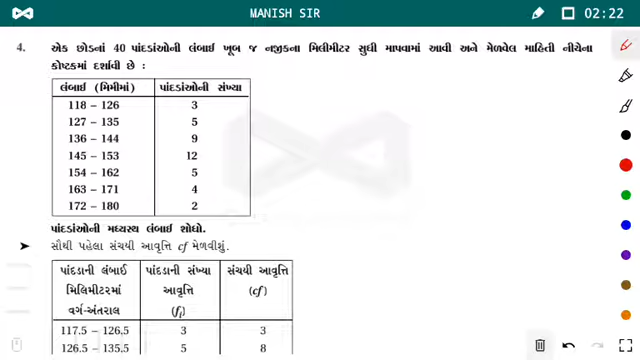 MANISH SIR
02:22
4. એક છોડનાં 40 પાંદડાંઓની લંબાઈ ખૂબ જ નજીકના મિલીમીટર સુધી માપવામાં આવી અને મેળવેલ માહિતી નીચેના
કોષ્ટકમાં દર્શાવી છે :
લંબાઈ (મિમીમાં) પાંદડાંઓની સંખ્યા
118 – 126 3
127 – 135 5
136 – 144 9
145 – 153 12
154 – 162 5
163 – 171 4
172 – 180 2
પાંદડાંઓની મધ્યસ્થ લંબાઈ શોધો.
➤ સૌથી પહેલા સંચયી આવૃત્તિ cf મેળવીશું.
પાંદડાની લંબાઈ પાંદડાની સંખ્યા સંચયી આવૃત્તિ
મિલિમીટરમાં આવૃત્તિ (cf)
વર્ગ-અંતરાલ (fi)
117.5 – 126.5 3 3
126.5 – 135.5 5 8